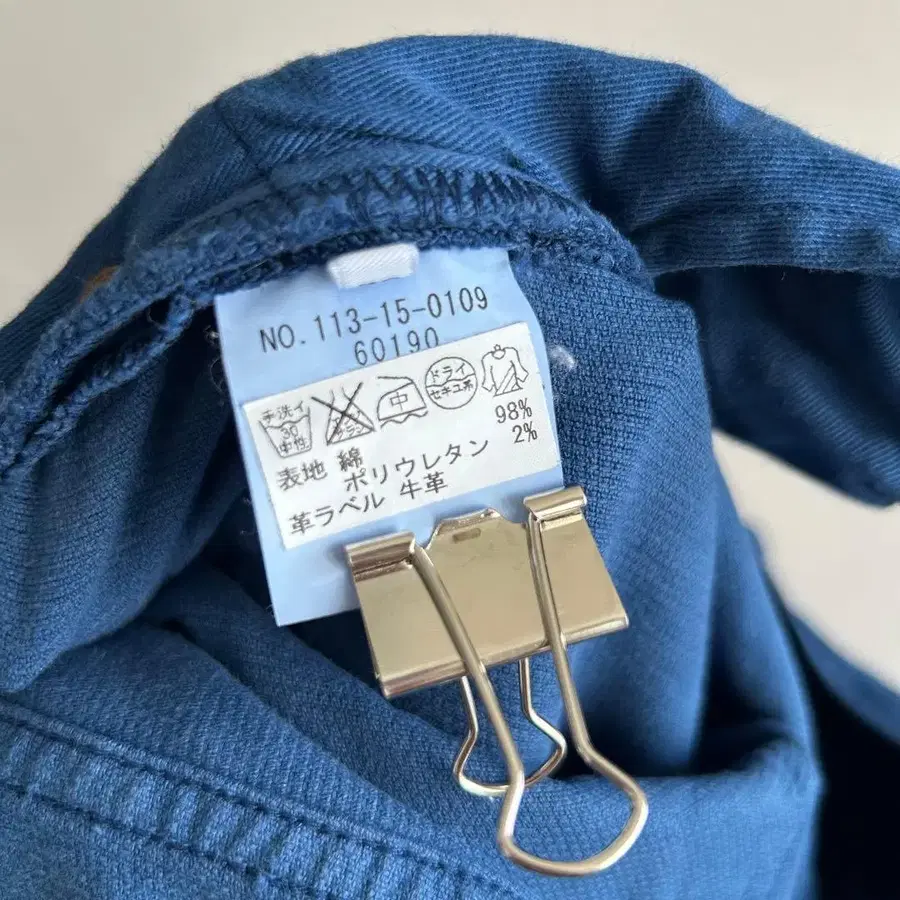 NO. 113-15-0109
60190
手洗イ
30
中性
中
ドライ
セキユ系
表地 綿 98%
ポリウレタン 2%
革ラベル 牛革